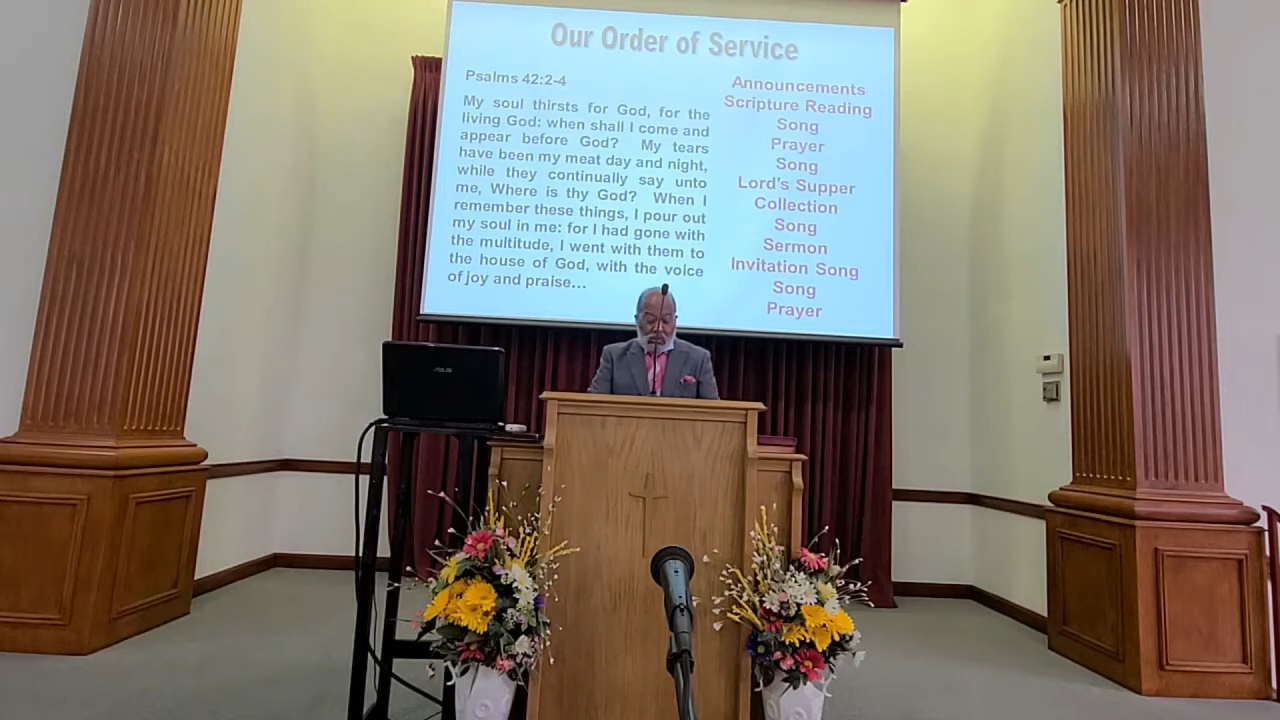 Our Order of Service
Psalms 42:2-4
My soul thirsts for God, for the
living God: when shall I come and
appear before God? My tears
have been my meat day and night,
while they continually say unto
me, Where is thy God? When I
remember these things, I pour out
my soul in me: for I had gone with
the multitude, I went with them to
the house of God, with the voice
of joy and praise...
Announcements
Scripture Reading
Song
Prayer
Song
Lord's Supper
Collection
Song
Sermon
Invitation Song
Song
Prayer
ASUS